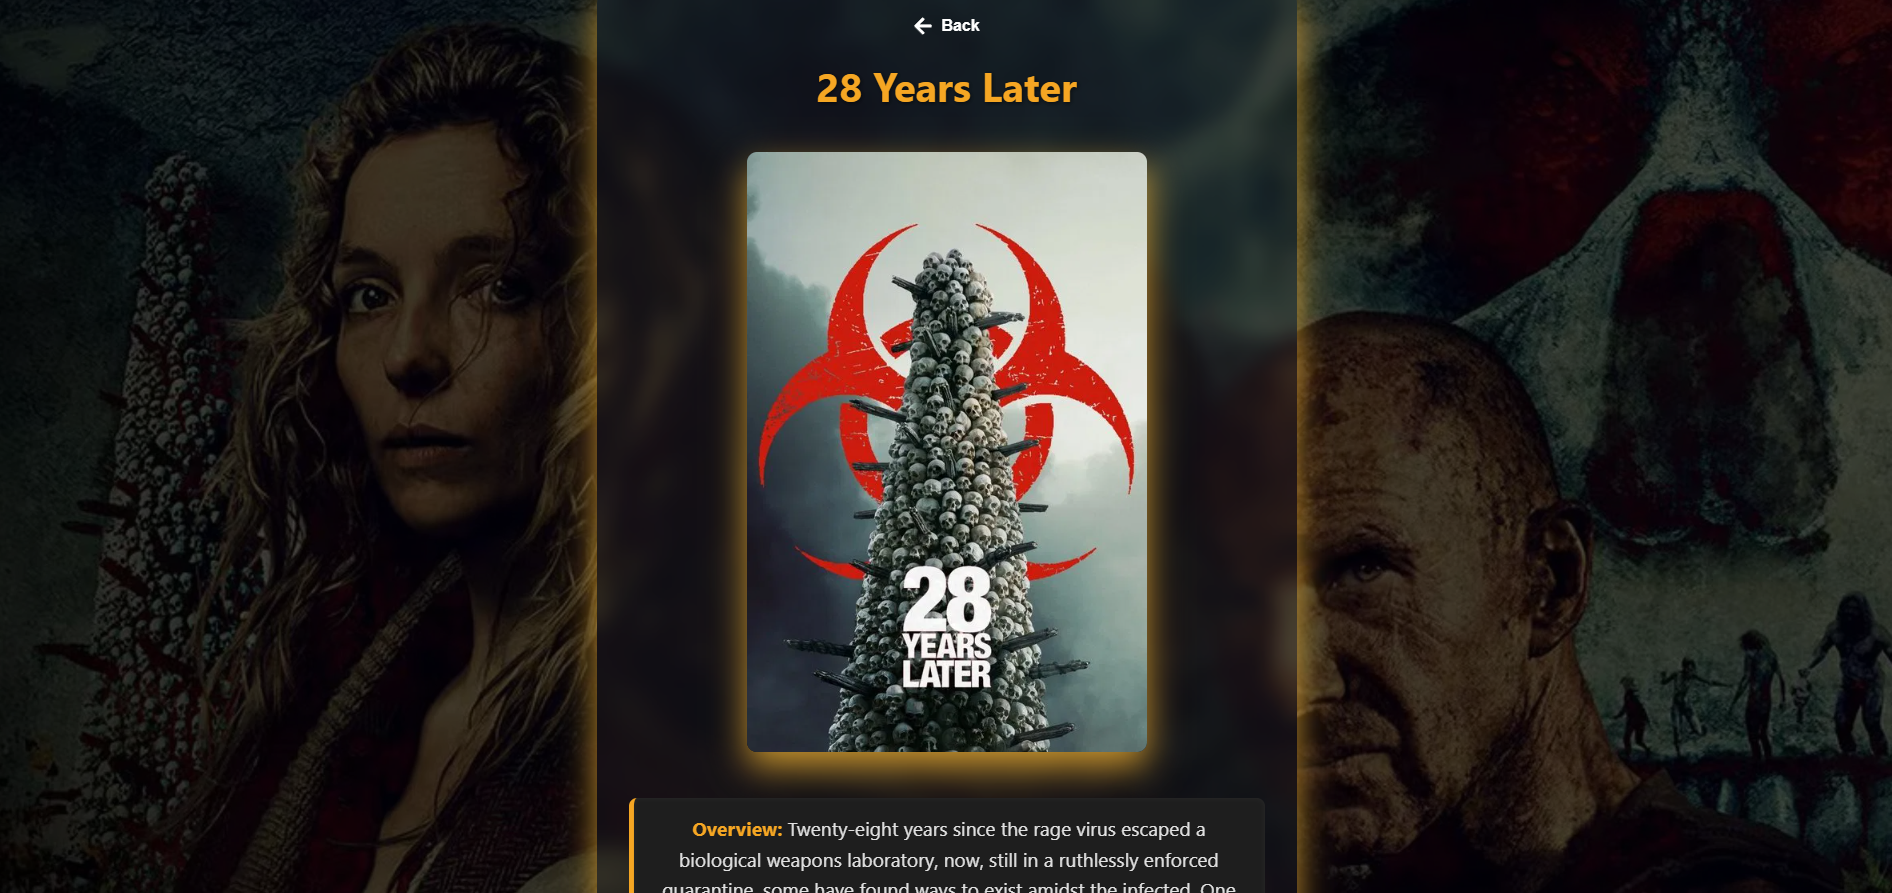 Back
28 Years Later
28
YEARS
LATER
Overview: Twenty-eight years since the rage virus escaped a
biological weapons laboratory, now, still in a ruthlessly enforced
quarantine, some have found ways to exist amidst the infected. One